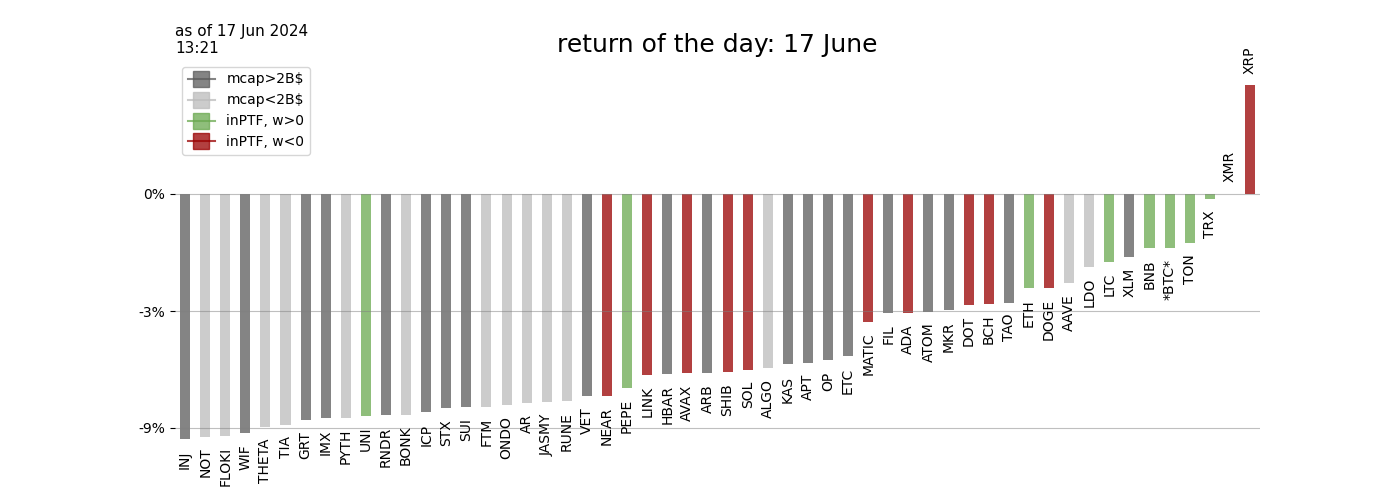 as of 17 Jun 2024
13:21
return of the day: 17 June
mcap>2B$
mcap<2B$
inPTF, w>0
inPTF, w<0
0%
-3%
-9%
INJ
NOT
FLOKI
WIF
THETA
TIA
GRT
IMX
PYTH
UNI
RNDR
BONK
ICP
STX
SUI
FTM
ONDO
AR
JASMY
RUNE
VET
NEAR
PEPE
LINK
HBAR
AVAX
ARB
SHIB
SOL
ALGO
KAS
APT
OP
ETC
MATIC
FIL
ADA
ATOM
MKR
DOT
BCH
TAO
ETH
DOGE
AAVE
LDO
LTC
XLM
BNB
*BTC*
TON
TRX
XMR
XRP